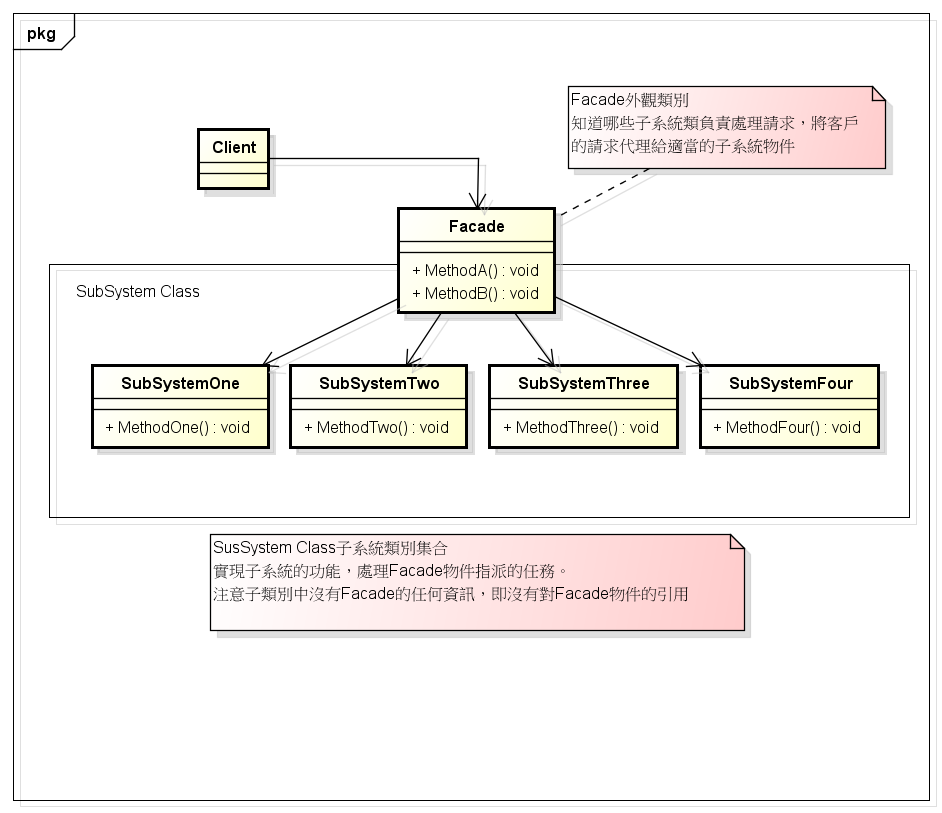 pkg
Facade外觀類別
知道哪些子系統類負責處理請求，將客戶
的請求代理給適當的子系統物件
Client
Facade
+ MethodA() : void
+ MethodB() : void
SubSystem Class
SubSystemOne
+ MethodOne() : void
SubSystemTwo
+ MethodTwo() : void
SubSystemThree
+ MethodThree() : void
SubSystemFour
+ MethodFour() : void
SusSystem Class子系統類別集合
實現子系統的功能，處理Facade物件指派的任務。
注意子類別中沒有Facade的任何資訊，即沒有對Facade物件的引用